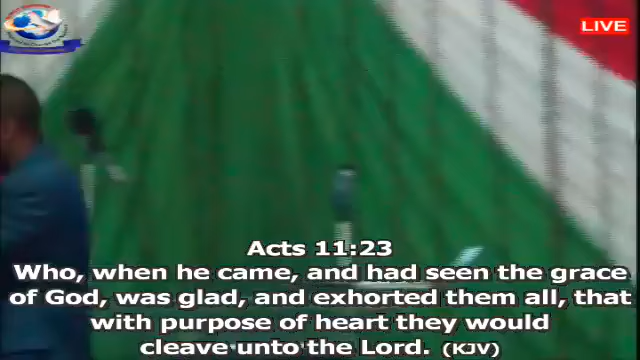 LIVE
Acts 11:23
Who, when he came, and had seen the grace
of God, was glad, and exhorted them all, that
with purpose of heart they would
cleave unto the Lord. (KJV)